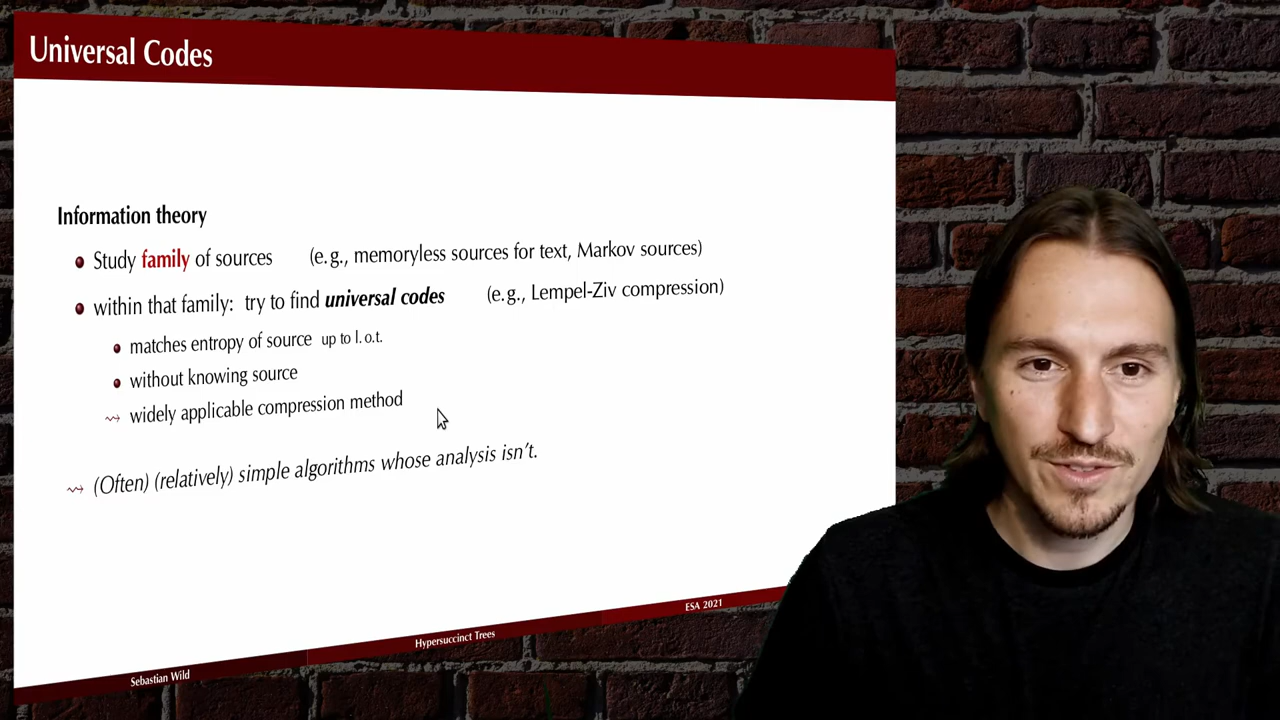 Universal Codes
Information theory
Study family of sources (e. g., memoryless sources for text, Markov sources)
within that family: try to find universal codes (e. g., Lempel-Ziv compression)
matches entropy of source up to l. o. t.
without knowing source
⇝ widely applicable compression method
⇝ (Often) (relatively) simple algorithms whose analysis isn't.
Sebastian Wild
Hypersuccinct Trees
ESA 2021